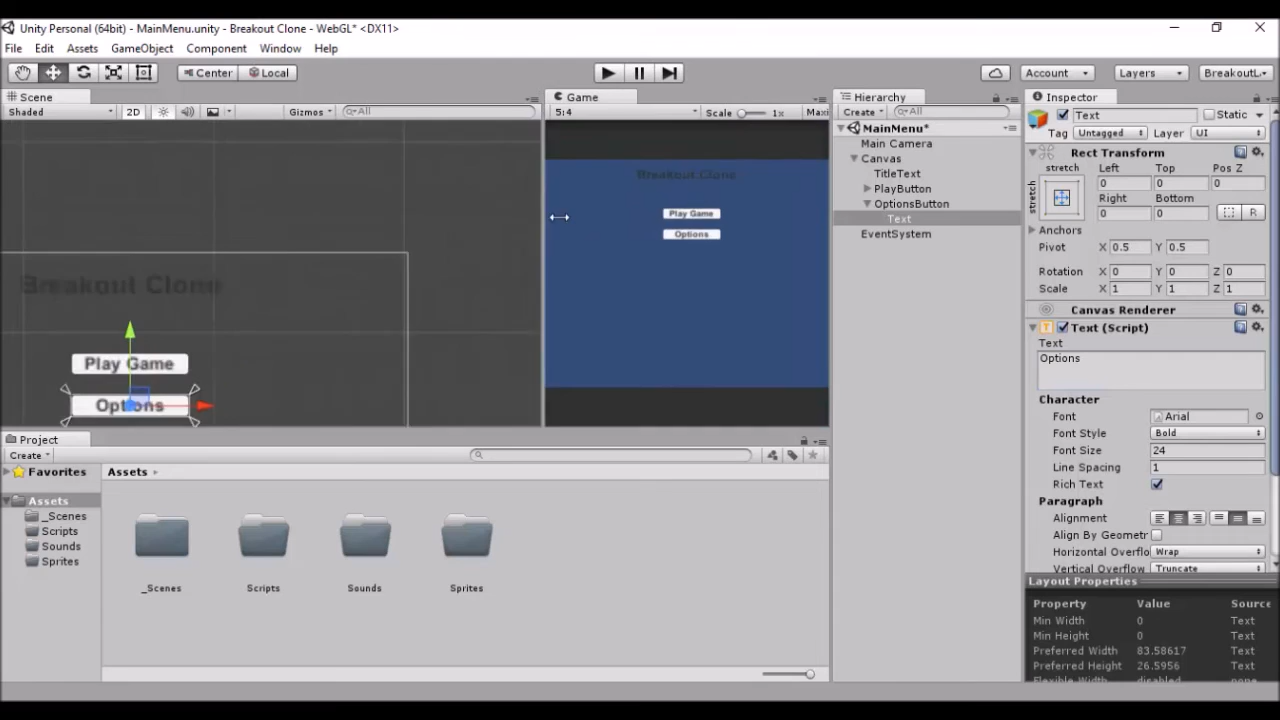 Unity Personal (64bit) - MainMenu.unity - Breakout Clone - WebGL* <DX11>
File Edit Assets GameObject Component Window Help
Center Local Account Layers BreakoutL
Scene
Shaded 2D Gizmos All
Breakout Clone
Play Game
Options
Game
5:4 Scale 1x Maxi
Breakout Clone
Play Game
Options
Hierarchy
Create All
MainMenu*
Main Camera
Canvas
TitleText
PlayButton
OptionsButton
Text
EventSystem
Inspector
Text Static
Tag Untagged Layer UI
Rect Transform
stretch Left Top Pos Z
stretch 0 0 0
Right Bottom
0 0 R
Anchors
Pivot X 0.5 Y 0.5
Rotation X 0 Y 0 Z 0
Scale X 1 Y 1 Z 1
Canvas Renderer
Text (Script)
Text
Options
Character
Font Arial
Font Style Bold
Font Size 24
Line Spacing 1
Rich Text
Paragraph
Alignment
Align By Geometr
Horizontal Overflo Wrap
Vertical Overflow Truncate
Layout Properties
Property Value Source
Min Width 0 Text
Min Height 0 Text
Preferred Width 83.58617 Text
Preferred Height 26.5956 Text
Flexible Width disabled none
Project
Create
Favorites
Assets
_Scenes
Scripts
Sounds
Sprites
Assets
_Scenes Scripts Sounds Sprites